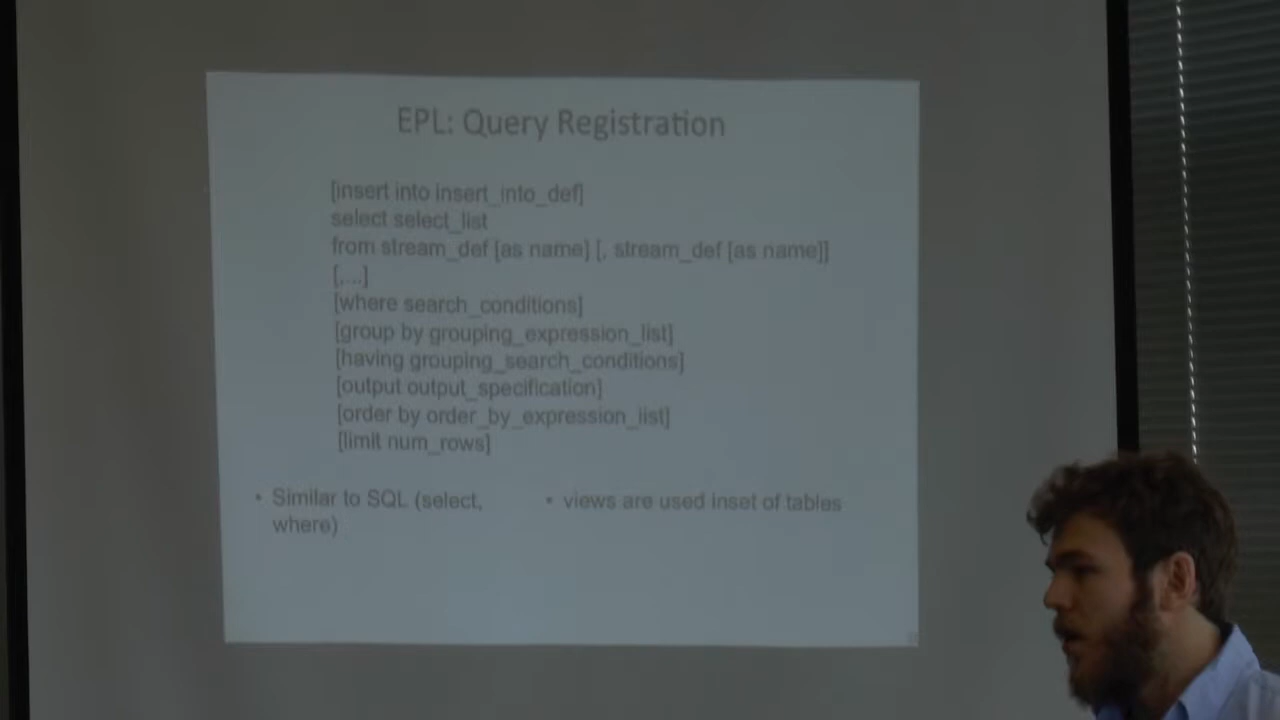 EPL: Query Registration
[insert into insert_into_def]
select select_list
from stream_def [as name] [, stream_def [as name]]
[,...]
[where search_conditions]
[group by grouping_expression_list]
[having grouping_search_conditions]
[output output_specification]
[order by order_by_expression_list]
[limit num_rows]
• Similar to SQL (select,
where)
• views are used inset of tables